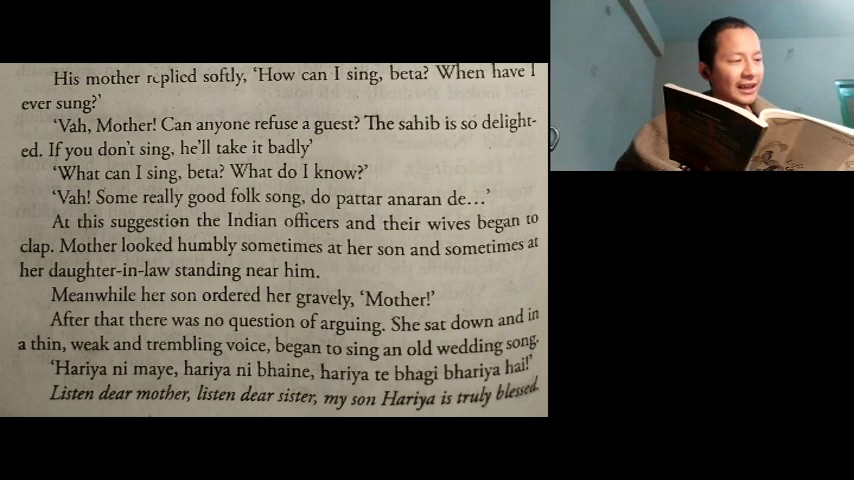 His mother replied softly, ‘How can I sing, beta? When have I
ever sung?’
‘Vah, Mother! Can anyone refuse a guest? The sahib is so delight-
ed. If you don’t sing, he’ll take it badly’
‘What can I sing, beta? What do I know?’
‘Vah! Some really good folk song, do pattar anaran de…’
At this suggestion the Indian officers and their wives began to
clap. Mother looked humbly sometimes at her son and sometimes at
her daughter-in-law standing near him.
Meanwhile her son ordered her gravely, ‘Mother!’
After that there was no question of arguing. She sat down and in
a thin, weak and trembling voice, began to sing an old wedding song.
‘Hariya ni maye, hariya ni bhaine, hariya te bhagi bhariya hai!’
Listen dear mother, listen dear sister, my son Hariya is truly blessed.